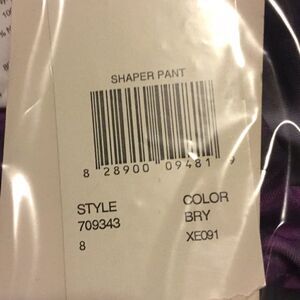 SHAPER PANT
8 28900 09481 9
STYLE COLOR
709343 BRY
8 XE091